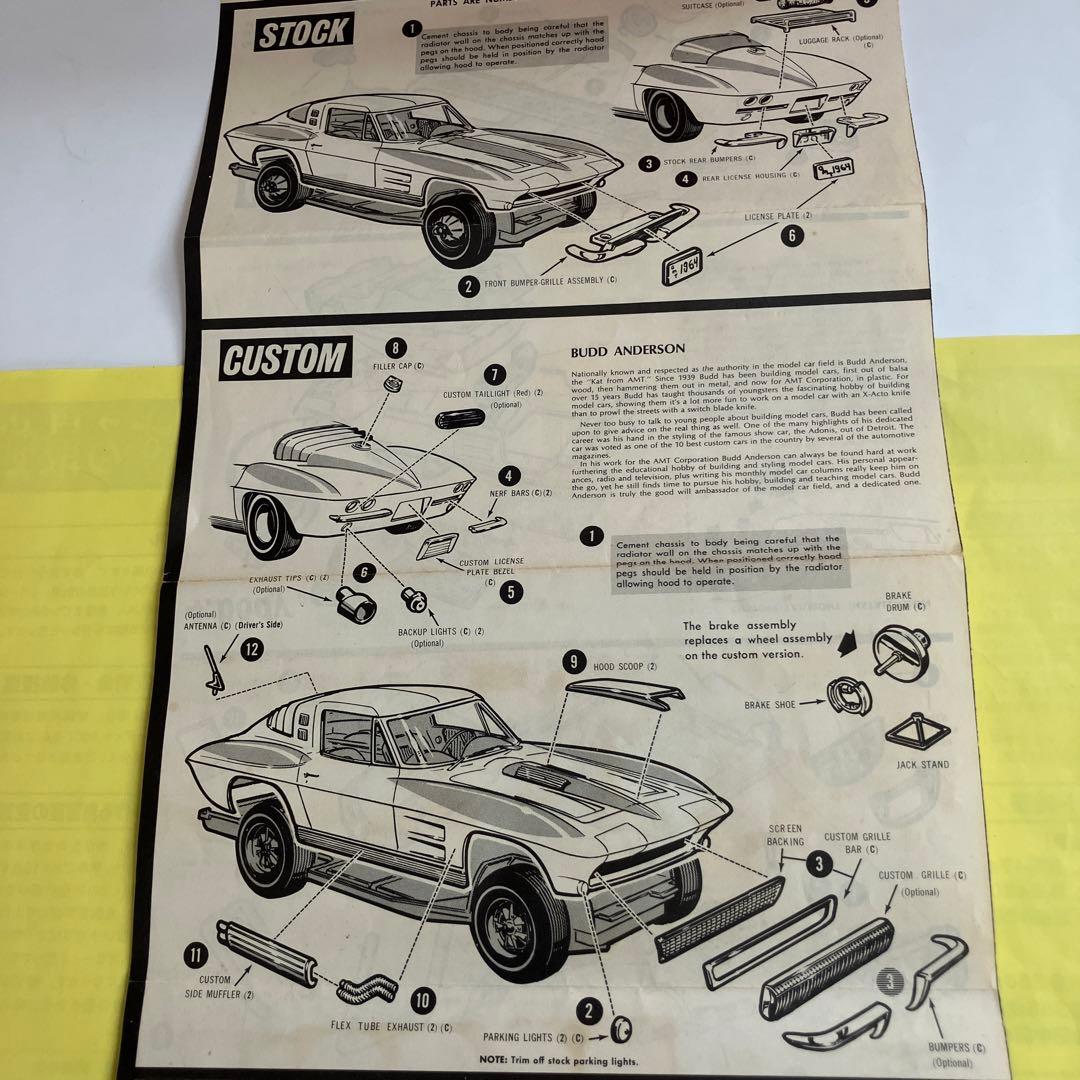 PARTS ARE
STOCK
1
Cement chassis to body being careful that the
radiator wall on the chassis matches up with the
pegs on the hood. When positioned correctly hood
pegs should be held in position by the radiator
allowing hood to operate.
SUITCASE (Optional)
LUGGAGE RACK (Optional)
(C)
3 STOCK REAR BUMPERS (C)
4 REAR LICENSE HOUSING (C)
1964
LICENSE PLATE (2)
6
1964
2 FRONT BUMPER-GRILLE ASSEMBLY (C)
CUSTOM
8
FILLER CAP (C)
7
CUSTOM TAILLIGHT (Red) (2)
(Optional)
4
NERF BARS (C) (2)
CUSTOM LICENSE
PLATE BEZEL
(C)
5
EXHAUST TIPS (C) (2)
(Optional)
6
BACKUP LIGHTS (C) (2)
(Optional)
BUDD ANDERSON
Nationally known and respected as the authority in the model car field is Budd Anderson,
the "Kat from AMT." Since 1939 Budd has been building model cars, first out of balsa
wood, then hammering them out in metal, and now for AMT Corporation, in plastic. For
over 15 years Budd has taught thousands of youngsters the fascinating hobby of building
model cars, showing them it's a lot more fun to work on a model car with an X-Acto knife
than to prowl the streets with a switch blade knife.
Never too busy to talk to young people about building model cars, Budd has been called
upon to give advice on the real thing as well. One of the many highlights of his dedicated
career was his hand in the styling of the famous show car, the Adonis, out of Detroit. The
car was voted as one of the 10 best custom cars in the country by several of the automotive
magazines.
In his work for the AMT Corporation Budd Anderson can always be found hard at work
furthering the educational hobby of building and styling model cars. His personal appear-
ances, radio and television, plus writing his monthly model car columns really keep him on
the go, yet he still finds time to pursue his hobby, building and teaching model cars. Budd
Anderson is truly the good will ambassador of the model car field, and a dedicated one.
1
Cement chassis to body being careful that the
radiator wall on the chassis matches up with the
pegs on the hood. When positioned correctly hood
pegs should be held in position by the radiator
allowing hood to operate.
The brake assembly
replaces a wheel assembly
on the custom version.
BRAKE
DRUM (C)
BRAKE SHOE
JACK STAND
(Optional)
ANTENNA (C) (Driver's Side)
12
9 HOOD SCOOP (2)
SCREEN
BACKING
3
CUSTOM GRILLE
BAR (C)
CUSTOM GRILLE (C)
(Optional)
3
BUMPERS (C)
(Optional)
11
CUSTOM
SIDE MUFFLER (2)
10
FLEX TUBE EXHAUST (2) (C)
2
PARKING LIGHTS (2) (C)
NOTE: Trim off stock parking lights.